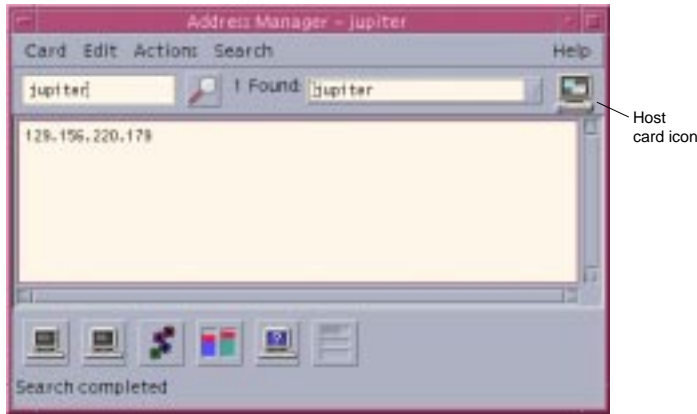 Address Manager - jupiter
Card Edit Actions Search Help
jupiter
1 Found: jupiter
129.156.220.179
Search completed
Host
card icon